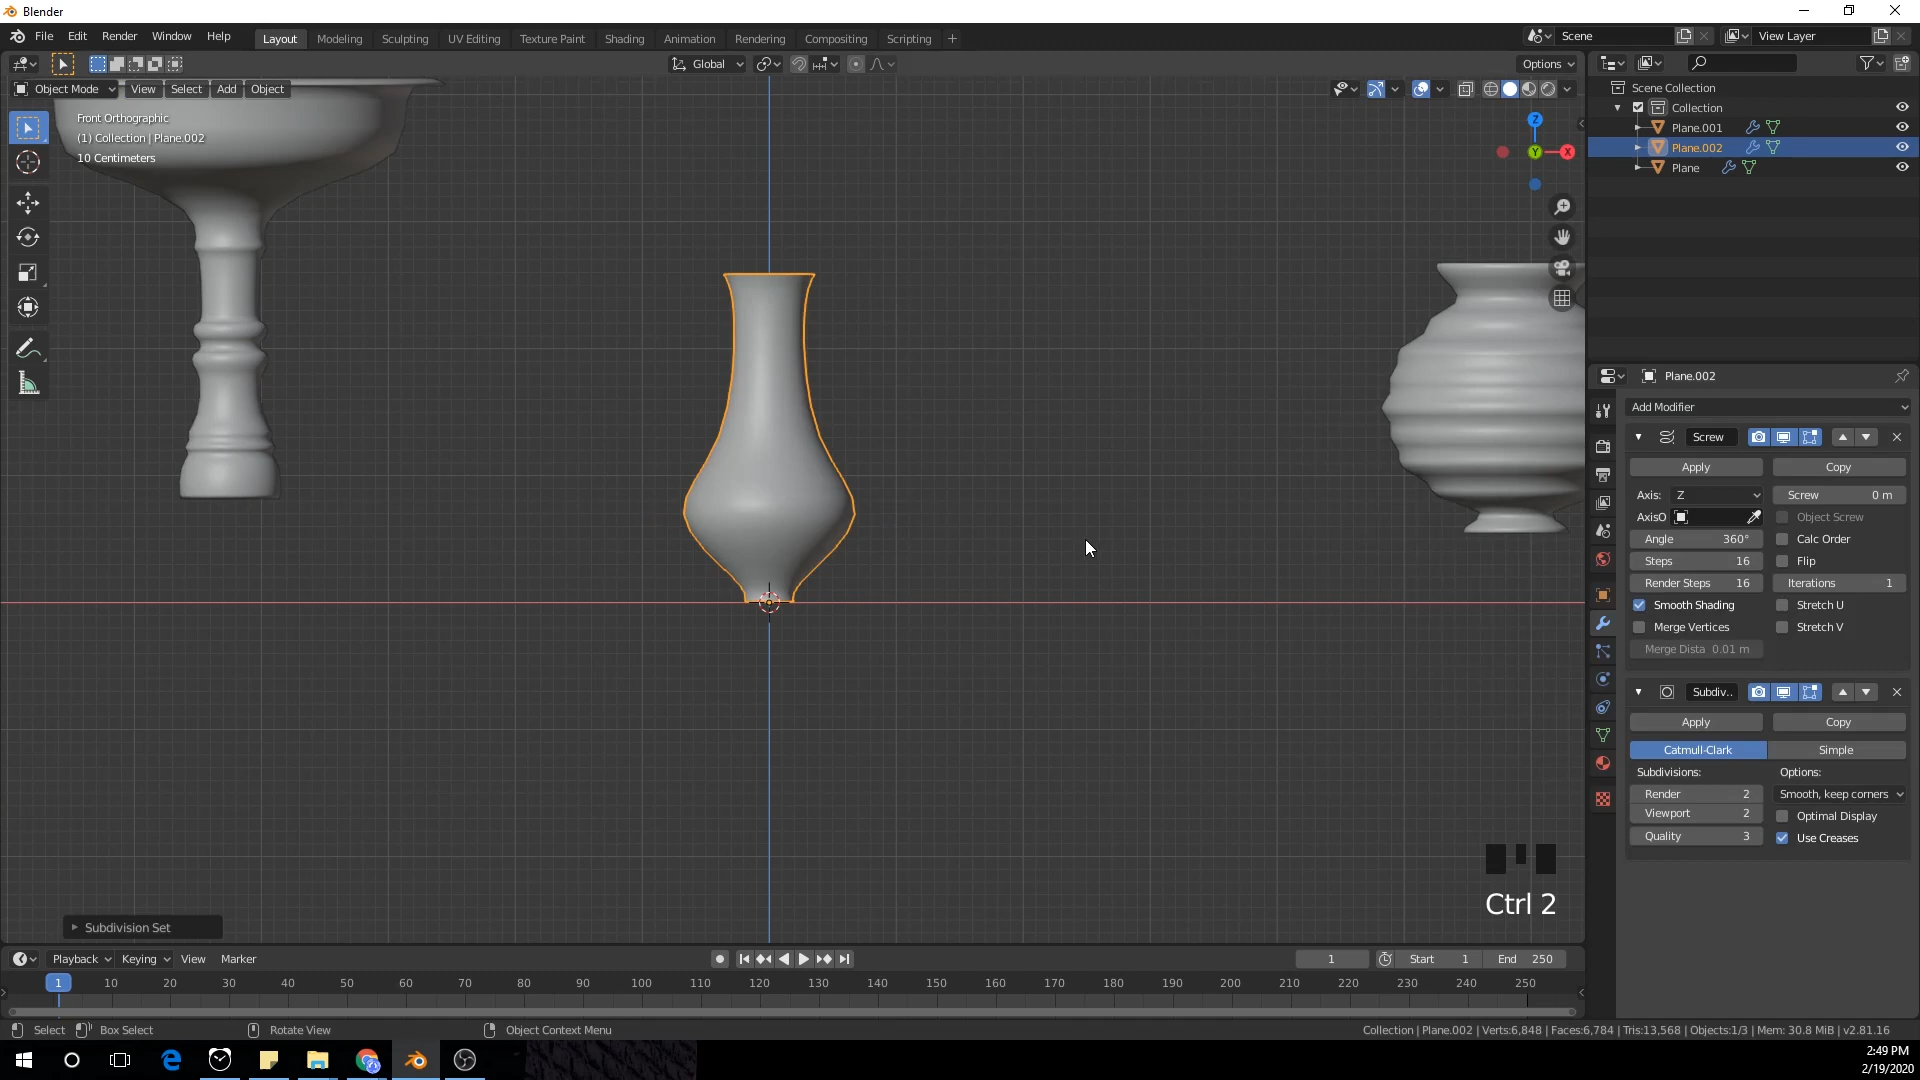 Blender
File Edit Render Window Help
Layout Modeling Sculpting UV Editing Texture Paint Shading Animation Rendering Compositing Scripting +
Scene
View Layer
Global
Options
Object Mode View Select Add Object
Front Orthographic
(1) Collection | Plane.002
10 Centimeters
Z
Y
X
Scene Collection
Collection
Plane.001
Plane.002
Plane
Plane.002
Add Modifier
Screw
Apply Copy
Axis: Z Screw 0 m
AxisO Object Screw
Angle 360° Calc Order
Steps 16 Flip
Render Steps 16 Iterations 1
Smooth Shading Stretch U
Merge Vertices Stretch V
Merge Dista 0.01 m
Subdiv..
Apply Copy
Catmull-Clark Simple
Subdivisions: Options:
Render 2 Smooth, keep corners
Viewport 2 Optimal Display
Quality 3 Use Creases
Ctrl 2
Subdivision Set
Playback Keying View Marker
1 Start 1 End 250
1 10 20 30 40 50 60 70 80 90 100 110 120 130 140 150 160 170 180 190 200 210 220 230 240 250
Select Box Select Rotate View Object Context Menu
Collection | Plane.002 | Verts:6,848 | Faces:6,784 | Tris:13,568 | Objects:1/3 | Mem: 30.8 MiB | v2.81.16
2:49 PM
2/19/2020